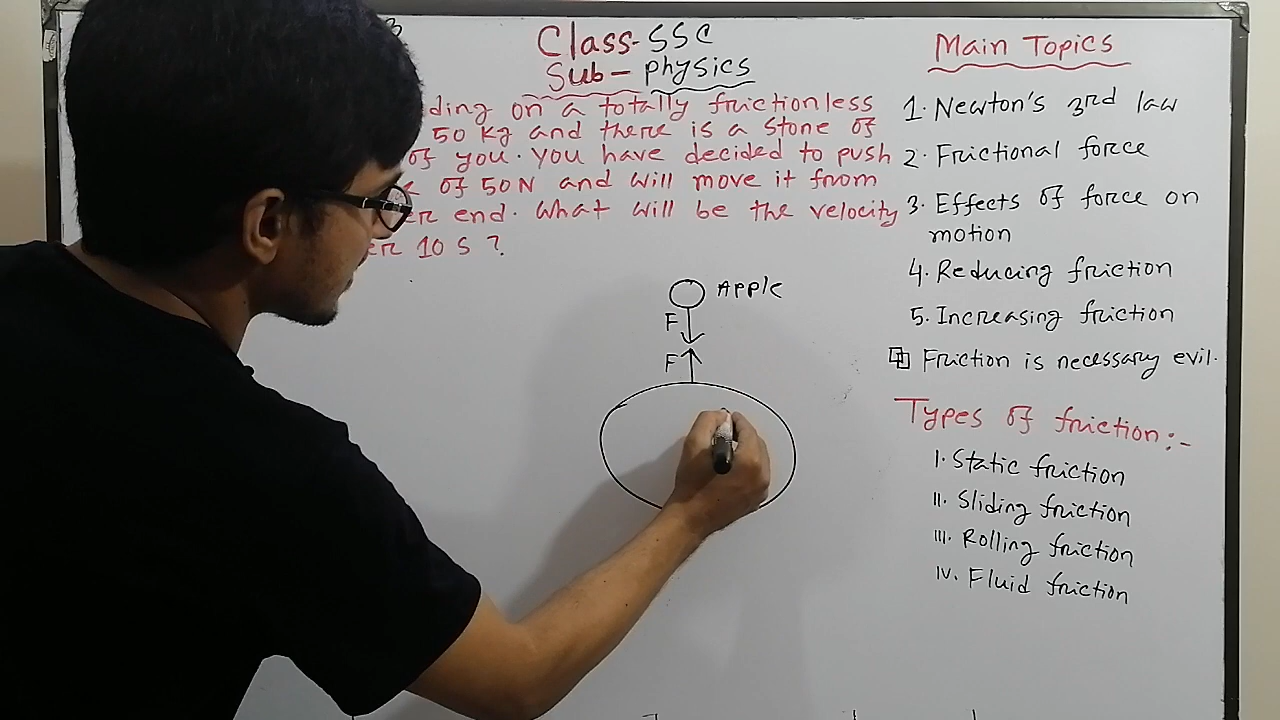 Class-SSC
Sub- physics
ding on a totally frictionless
50 Kg and there is a stone of
of you. You have decided to push
of 50N and will move it from
er end. What will be the velocity
er 10 S ?
Apple
F
F
Main Topics
1. Newton's 3rd law
2. Frictional force
3. Effects of force on
motion
4. Reducing friction
5. Increasing friction
Friction is necessary evil.
Types of friction:-
I. Static friction
II. Sliding friction
III. Rolling friction
IV. Fluid friction